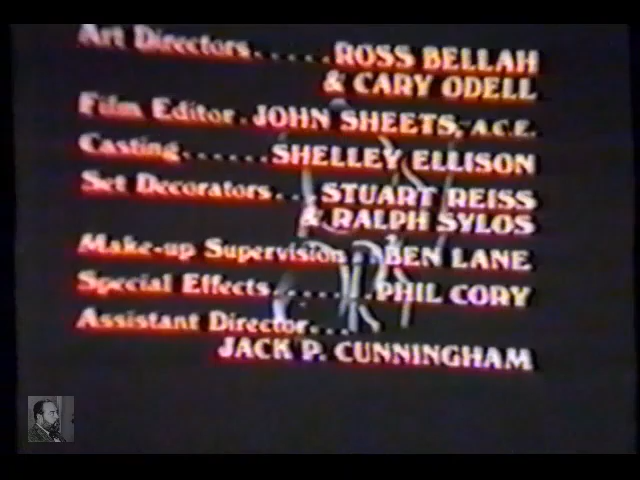 Art Directors.....ROSS BELLAH
& CARY ODELL
Film Editor.JOHN SHEETS, A.C.E.
Casting......SHELLEY ELLISON
Set Decorators...STUART REISS
& RALPH SYLOS
Make-up Supervision..BEN LANE
Special Effects.......PHIL CORY
Assistant Director...
JACK P. CUNNINGHAM